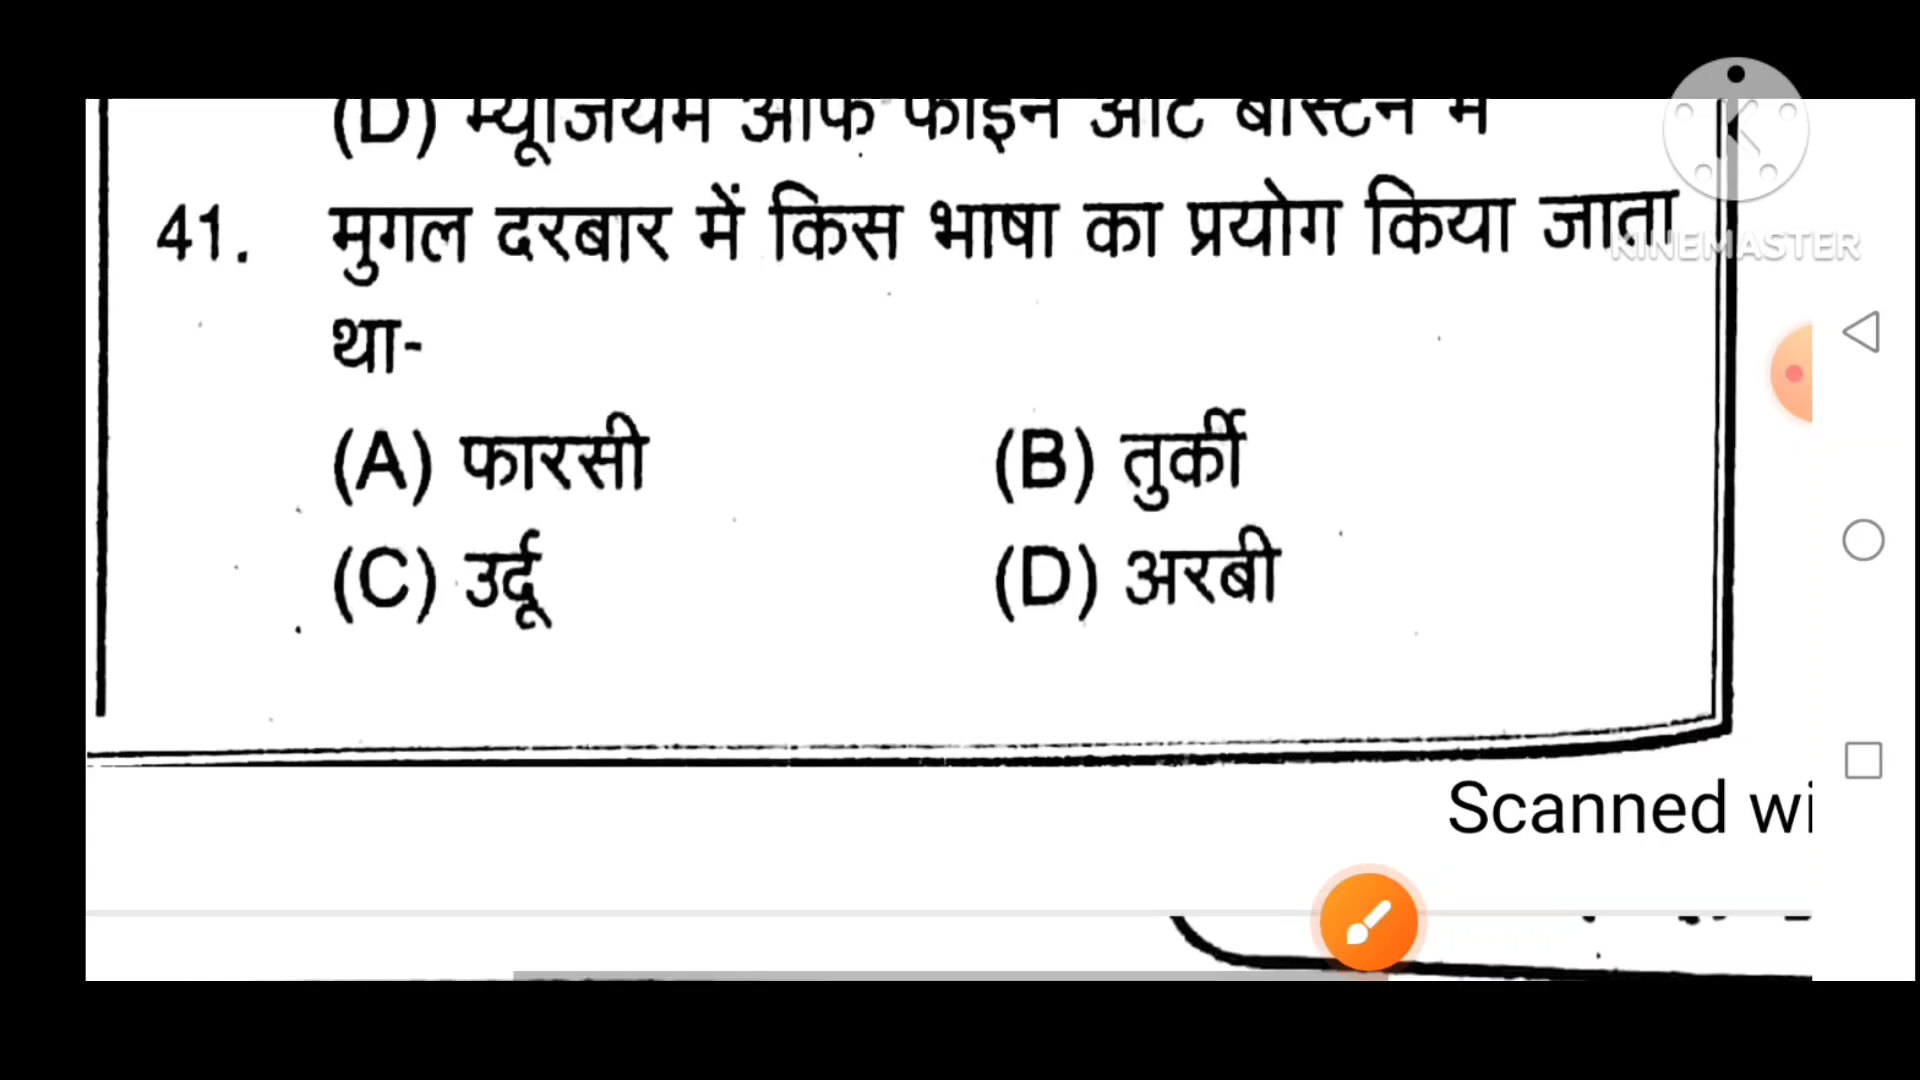 (D) म्यूजियम ऑफ फाइन आर्ट बोस्टन में
41. मुगल दरबार में किस भाषा का प्रयोग किया जाता
था-
(A) फारसी (B) तुर्की
(C) उर्दू (D) अरबी
KINEMASTER
Scanned wi